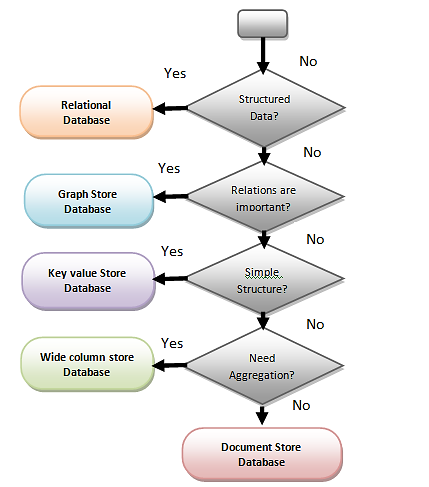 No
Yes
Structured
Data?
Relational
Database
No
Yes
Relations are
important?
Graph Store
Database
No
Yes
Simple
Structure?
Key value Store
Database
No
Yes
Need
Aggregation?
Wide column store
Database
No
Document Store
Database